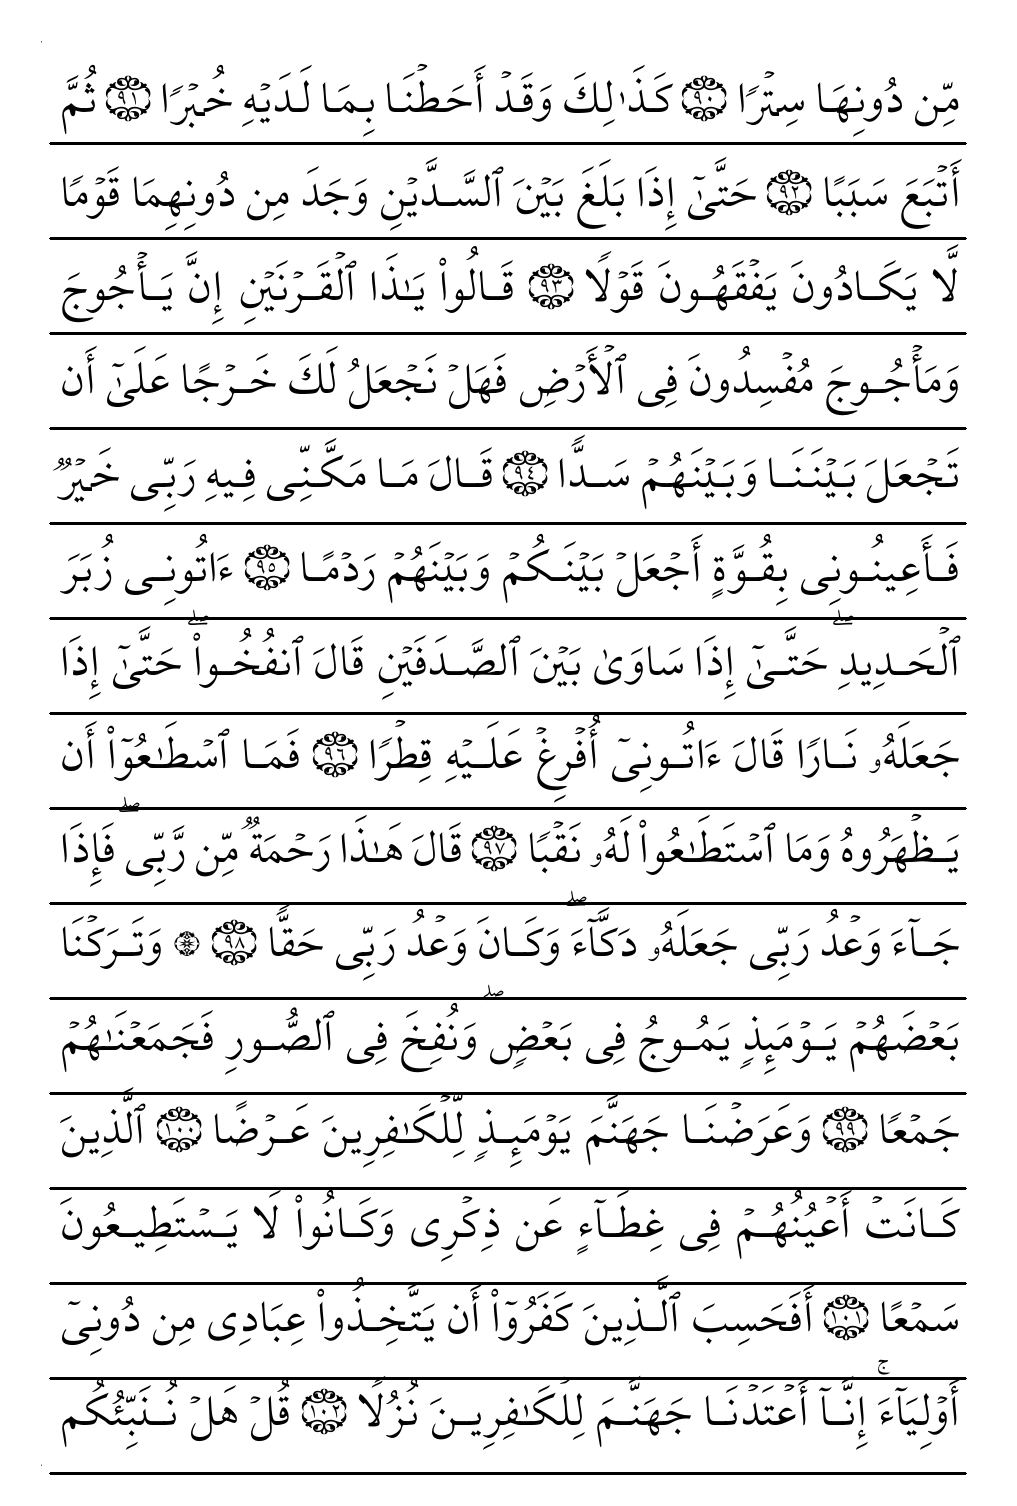 مِّن دُونِهَا سِتْرًا ٩٠ كَذَٰلِكَ وَقَدْ أَحَطْنَا بِمَا لَدَيْهِ خُبْرًا ٩١ ثُمَّ
أَتْبَعَ سَبَبًا ٩٢ حَتَّىٰٓ إِذَا بَلَغَ بَيْنَ ٱلسَّدَّيْنِ وَجَدَ مِن دُونِهِمَا قَوْمًا
لَّا يَكَادُونَ يَفْقَهُونَ قَوْلًا ٩٣ قَالُوا۟ يَـٰذَا ٱلْقَرْنَيْنِ إِنَّ يَأْجُوجَ
وَمَأْجُوجَ مُفْسِدُونَ فِى ٱلْأَرْضِ فَهَلْ نَجْعَلُ لَكَ خَرْجًا عَلَىٰٓ أَن
تَجْعَلَ بَيْنَنَا وَبَيْنَهُمْ سَدًّا ٩٤ قَالَ مَا مَكَّنِّى فِيهِ رَبِّى خَيْرٌ
فَأَعِينُونِى بِقُوَّةٍ أَجْعَلْ بَيْنَكُمْ وَبَيْنَهُمْ رَدْمًا ٩٥ ءَاتُونِى زُبَرَ
ٱلْحَدِيدِ ۖ حَتَّىٰٓ إِذَا سَاوَىٰ بَيْنَ ٱلصَّدَفَيْنِ قَالَ ٱنفُخُوا۟ ۖ حَتَّىٰٓ إِذَا
جَعَلَهُۥ نَارًا قَالَ ءَاتُونِىٓ أُفْرِغْ عَلَيْهِ قِطْرًا ٩٦ فَمَا ٱسْطَـٰعُوٓا۟ أَن
يَظْهَرُوهُ وَمَا ٱسْتَطَـٰعُوا۟ لَهُۥ نَقْبًا ٩٧ قَالَ هَـٰذَا رَحْمَةٌ مِّن رَّبِّى ۖ فَإِذَا
جَآءَ وَعْدُ رَبِّى جَعَلَهُۥ دَكَّآءَ ۖ وَكَانَ وَعْدُ رَبِّى حَقًّا ٩٨ ۞ وَتَرَكْنَا
بَعْضَهُمْ يَوْمَئِذٍ يَمُوجُ فِى بَعْضٍ ۖ وَنُفِخَ فِى ٱلصُّورِ فَجَمَعْنَـٰهُمْ
جَمْعًا ٩٩ وَعَرَضْنَا جَهَنَّمَ يَوْمَئِذٍ لِّلْكَـٰفِرِينَ عَرْضًا ١٠٠ ٱلَّذِينَ
كَانَتْ أَعْيُنُهُمْ فِى غِطَآءٍ عَن ذِكْرِى وَكَانُوا۟ لَا يَسْتَطِيعُونَ
سَمْعًا ١٠١ أَفَحَسِبَ ٱلَّذِينَ كَفَرُوٓا۟ أَن يَتَّخِذُوا۟ عِبَادِى مِن دُونِىٓ
أَوْلِيَآءَ ۚ إِنَّآ أَعْتَدْنَا جَهَنَّمَ لِلْكَـٰفِرِينَ نُزُلًا ١٠٢ قُلْ هَلْ نُنَبِّئُكُم